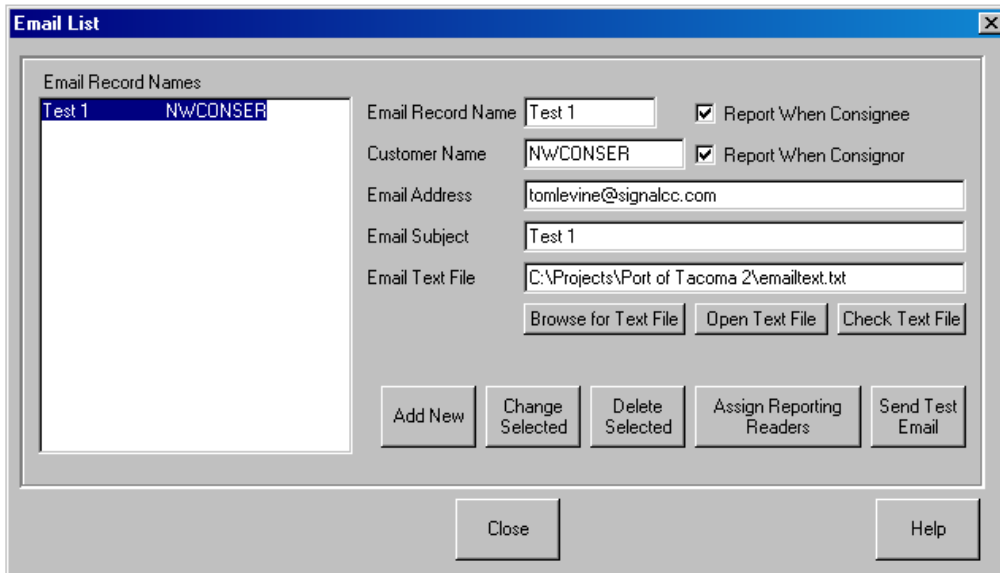 Email List
Email Record Names
Test 1 NWCONSER
Email Record Name Test 1 Report When Consignee
Customer Name NWCONSER Report When Consignor
Email Address tomlevine@signalcc.com
Email Subject Test 1
Email Text File C:\Projects\Port of Tacoma 2\emailtext.txt
Browse for Text File Open Text File Check Text File
Add New Change Selected Delete Selected Assign Reporting Readers Send Test Email
Close Help